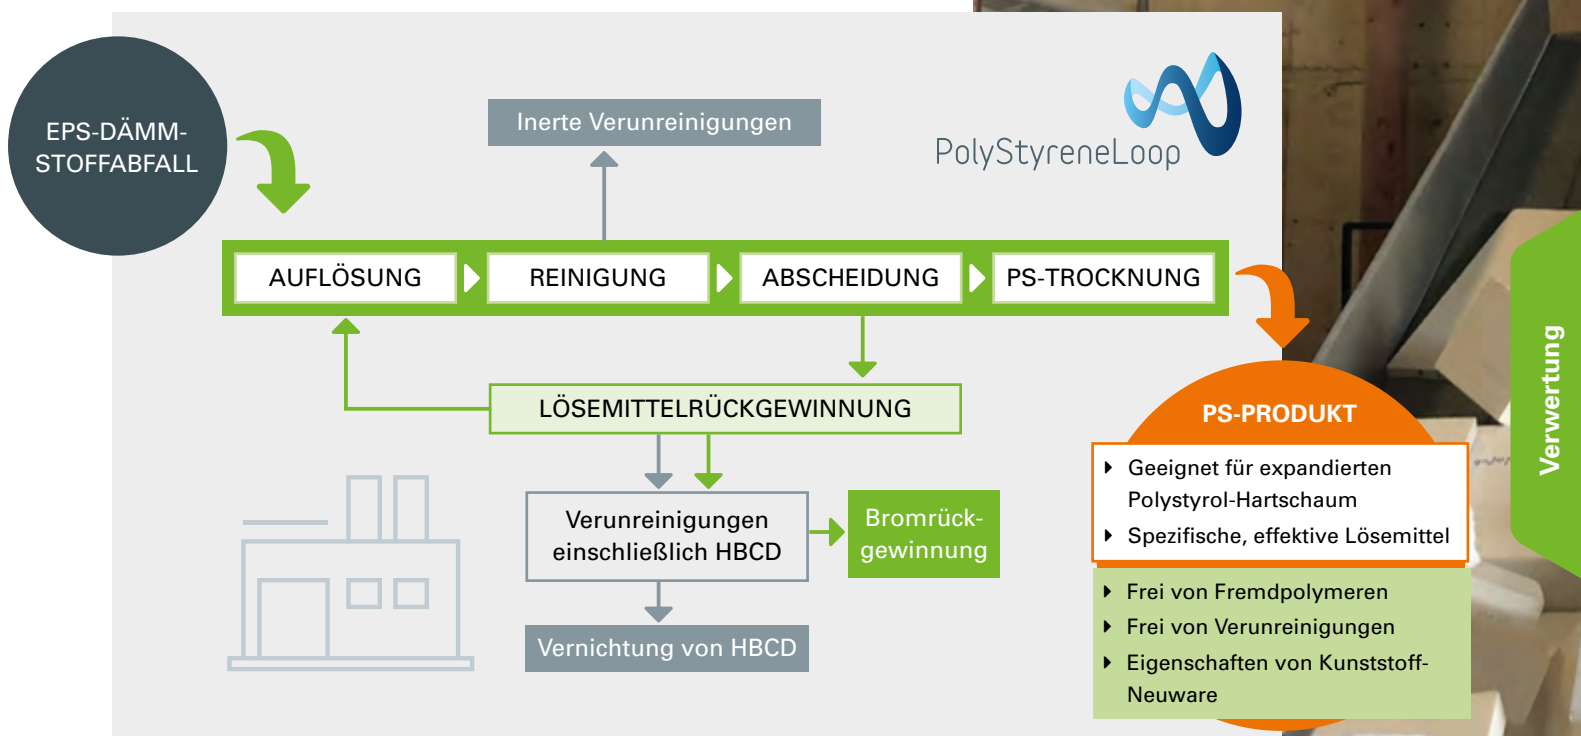 EPS-DÄMM-
STOFFABFALL
Inerte Verunreinigungen
PolyStyreneLoop
AUFLÖSUNG
REINIGUNG
ABSCHEIDUNG
PS-TROCKNUNG
LÖSEMITTELRÜCKGEWINNUNG
Verunreinigungen
einschließlich HBCD
Bromrück-
gewinnung
Vernichtung von HBCD
PS-PRODUKT
Geeignet für expandierten
Polystyrol-Hartschaum
Spezifische, effektive Lösemittel
Frei von Fremdpolymeren
Frei von Verunreinigungen
Eigenschaften von Kunststoff-
Neuware
Verwertung